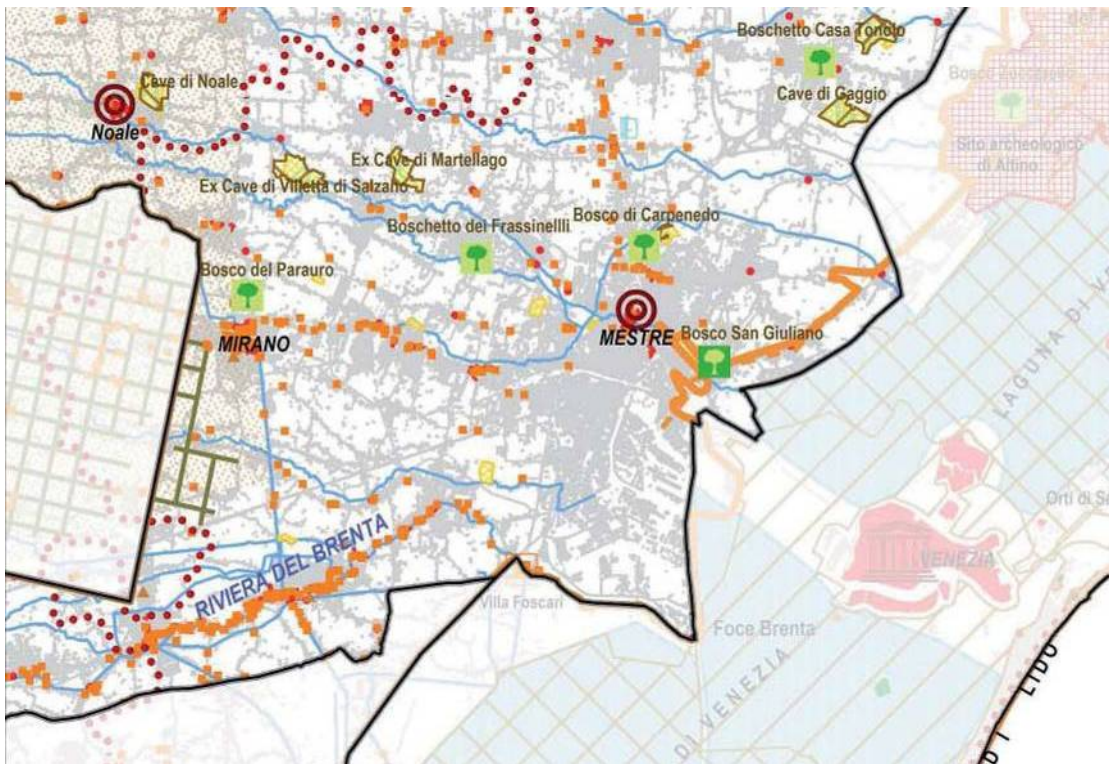 Boschetto Casa Tonolo
Cave di Noale
Cave di Gaggio
Noale
Sito archeologico
di Altino
Ex Cave di Martellago
Ex Cave di Villetta di Salzano
Boschetto dei Frassinellli
Bosco di Carpenedo
Bosco del Parauro
MIRANO
MESTRE
Bosco San Giuliano
LAGUNA DI
Orti di
VENEZIA
RIVIERA DEL BRENTA
Villa Foscari
Foce Brenta
DI VENEZIA
DI LIDO